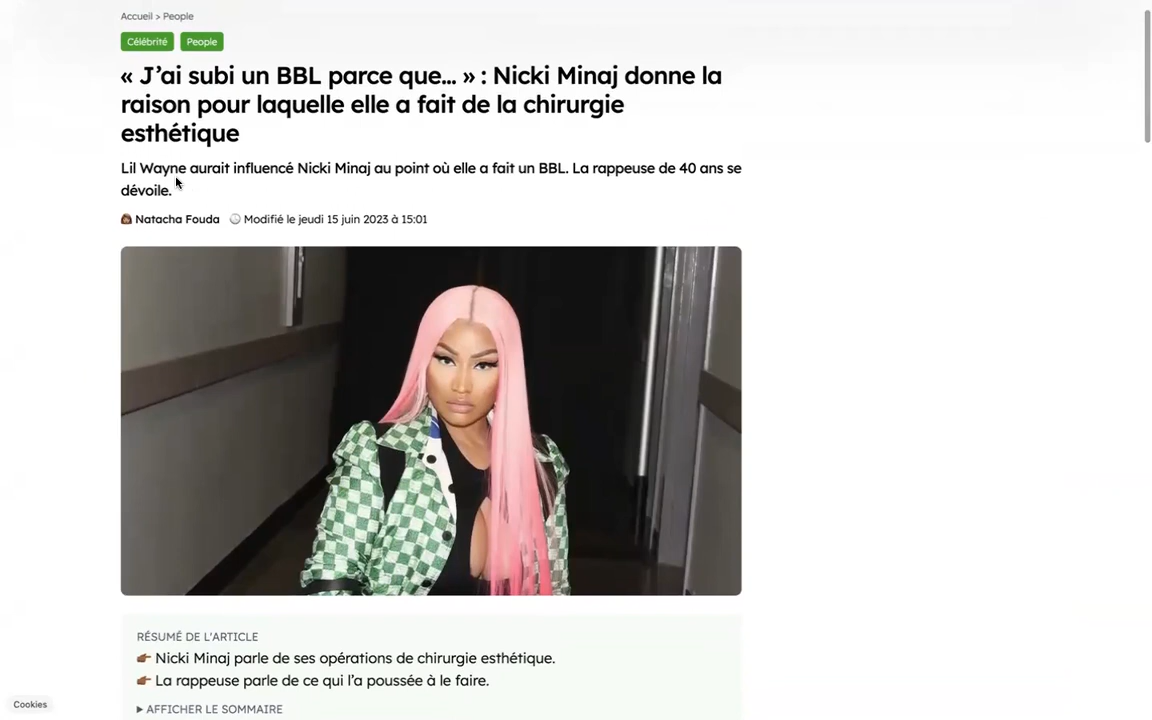 Accueil > People
Célébrité People
« J'ai subi un BBL parce que... » : Nicki Minaj donne la
raison pour laquelle elle a fait de la chirurgie
esthétique
Lil Wayne aurait influencé Nicki Minaj au point où elle a fait un BBL. La rappeuse de 40 ans se
dévoile.
Natacha Fouda Modifié le jeudi 15 juin 2023 à 15:01
RÉSUMÉ DE L'ARTICLE
Nicki Minaj parle de ses opérations de chirurgie esthétique.
La rappeuse parle de ce qui l'a poussée à le faire.
AFFICHER LE SOMMAIRE
Cookies